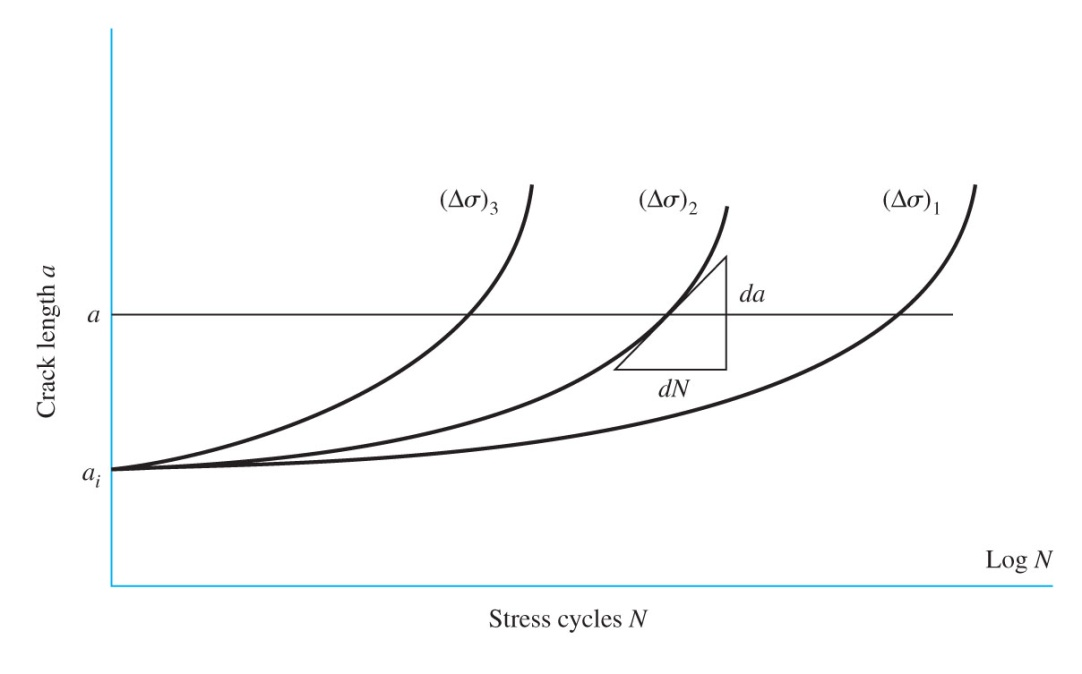 (Δσ)₃
(Δσ)₂
(Δσ)₁
da
a
Crack length a
dN
aᵢ
Log N
Stress cycles N